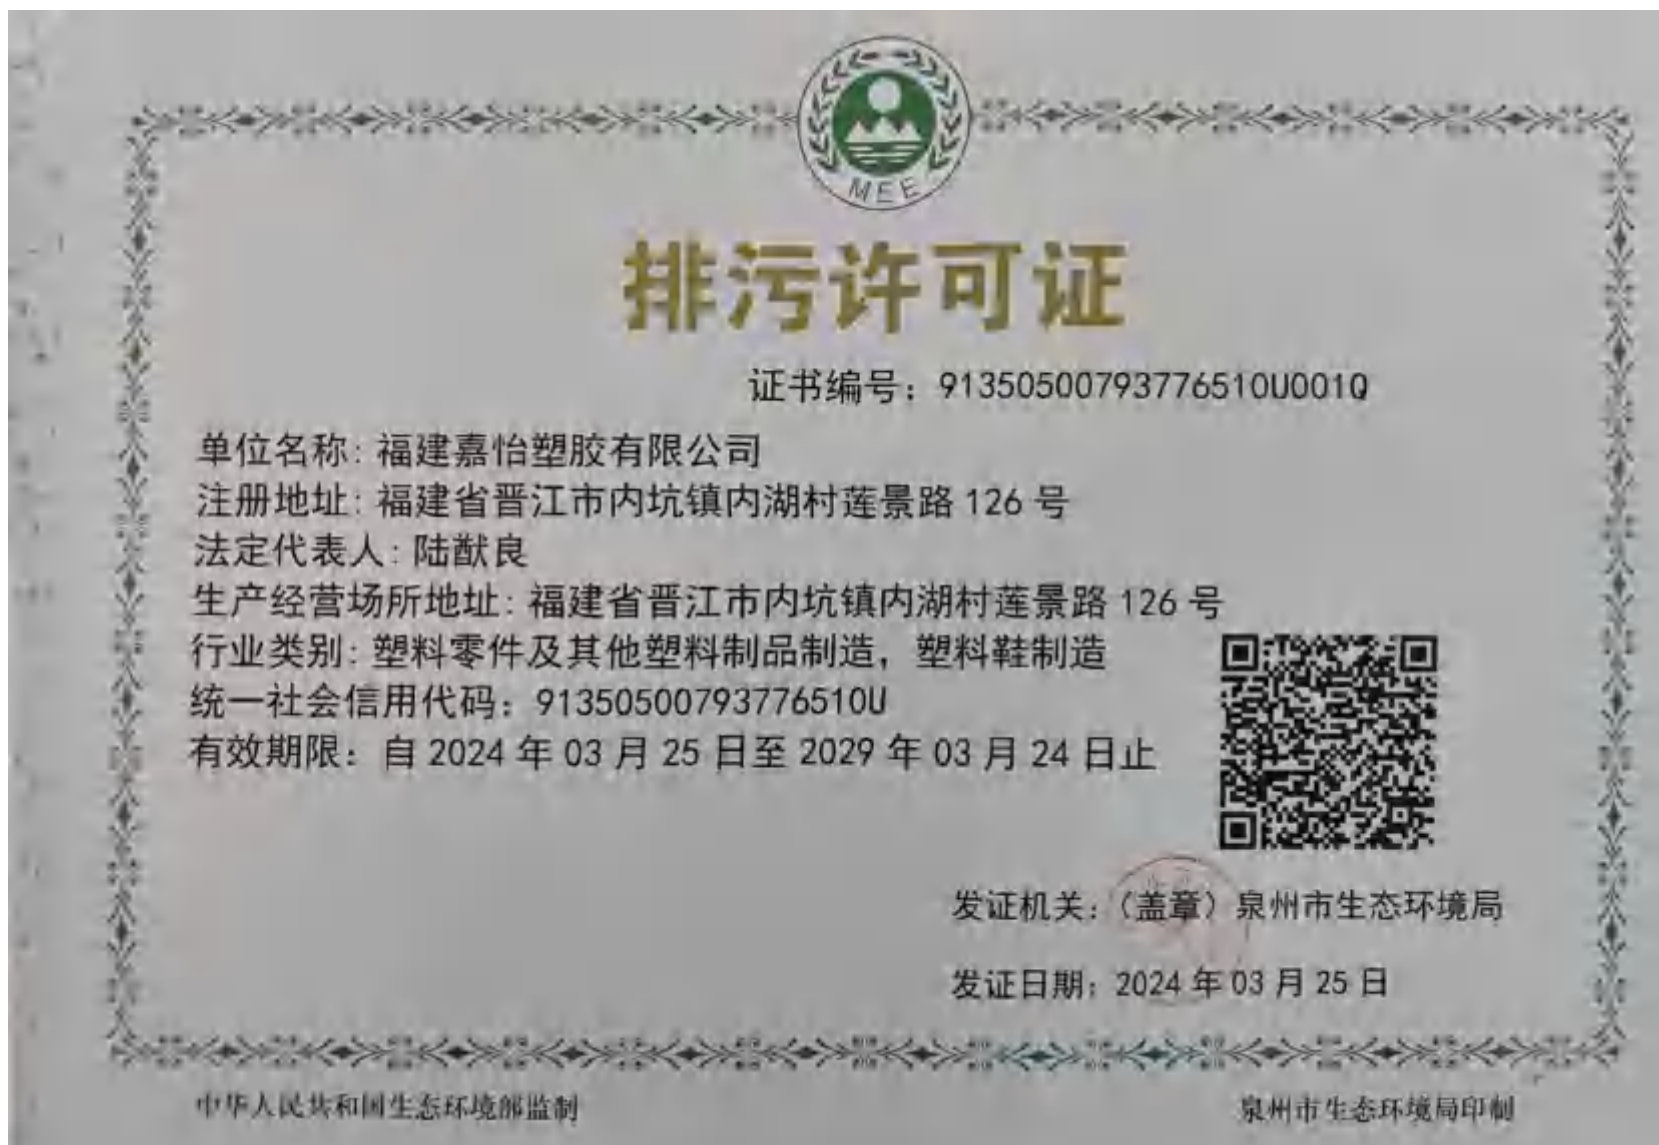 MEE
排污许可证
证书编号：91350500793776510U001Q
单位名称：福建嘉怡塑胶有限公司
注册地址：福建省晋江市内坑镇内湖村莲景路 126 号
法定代表人：陆猷良
生产经营场所地址：福建省晋江市内坑镇内湖村莲景路 126 号
行业类别：塑料零件及其他塑料制品制造，塑料鞋制造
统一社会信用代码：91350500793776510U
有效期限：自 2024 年 03 月 25 日至 2029 年 03 月 24 日止
发证机关：（盖章）泉州市生态环境局
发证日期：2024 年 03 月 25 日
中华人民共和国生态环境部监制
泉州市生态环境局印制